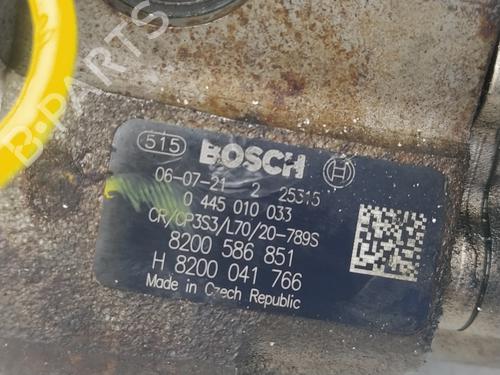 B-PARTS
515 BOSCH
06-07-21 2 25315
0 445 010 033
CR/CP3S3/L70/20-789S
8200 586 851
H 8200 041 766
Made in Czech Republic